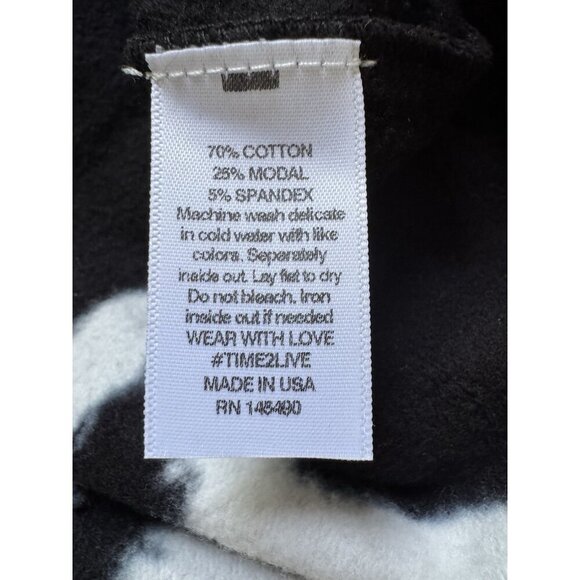 70% COTTON
25% MODAL
5% SPANDEX
Machine wash delicate
in cold water with like
colors. Separately
inside out. Lay flat to dry
Do not bleach, Iron
inside out if needed
WEAR WITH LOVE
#TIME2LIVE
MADE IN USA
RN 148490